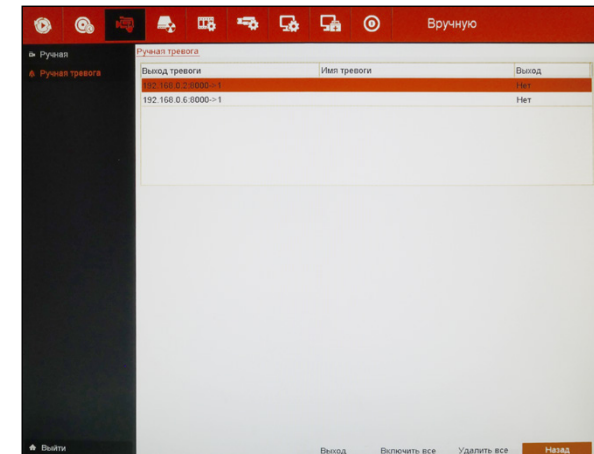 Вручную
Ручная
Ручная тревога
Ручная тревога
Выход тревоги Имя тревоги Выход
192.168.0.2:8000->1 Нет
192.168.0.6:8000->1 Нет
Выйти
Выход Включить все Удалить все Назад